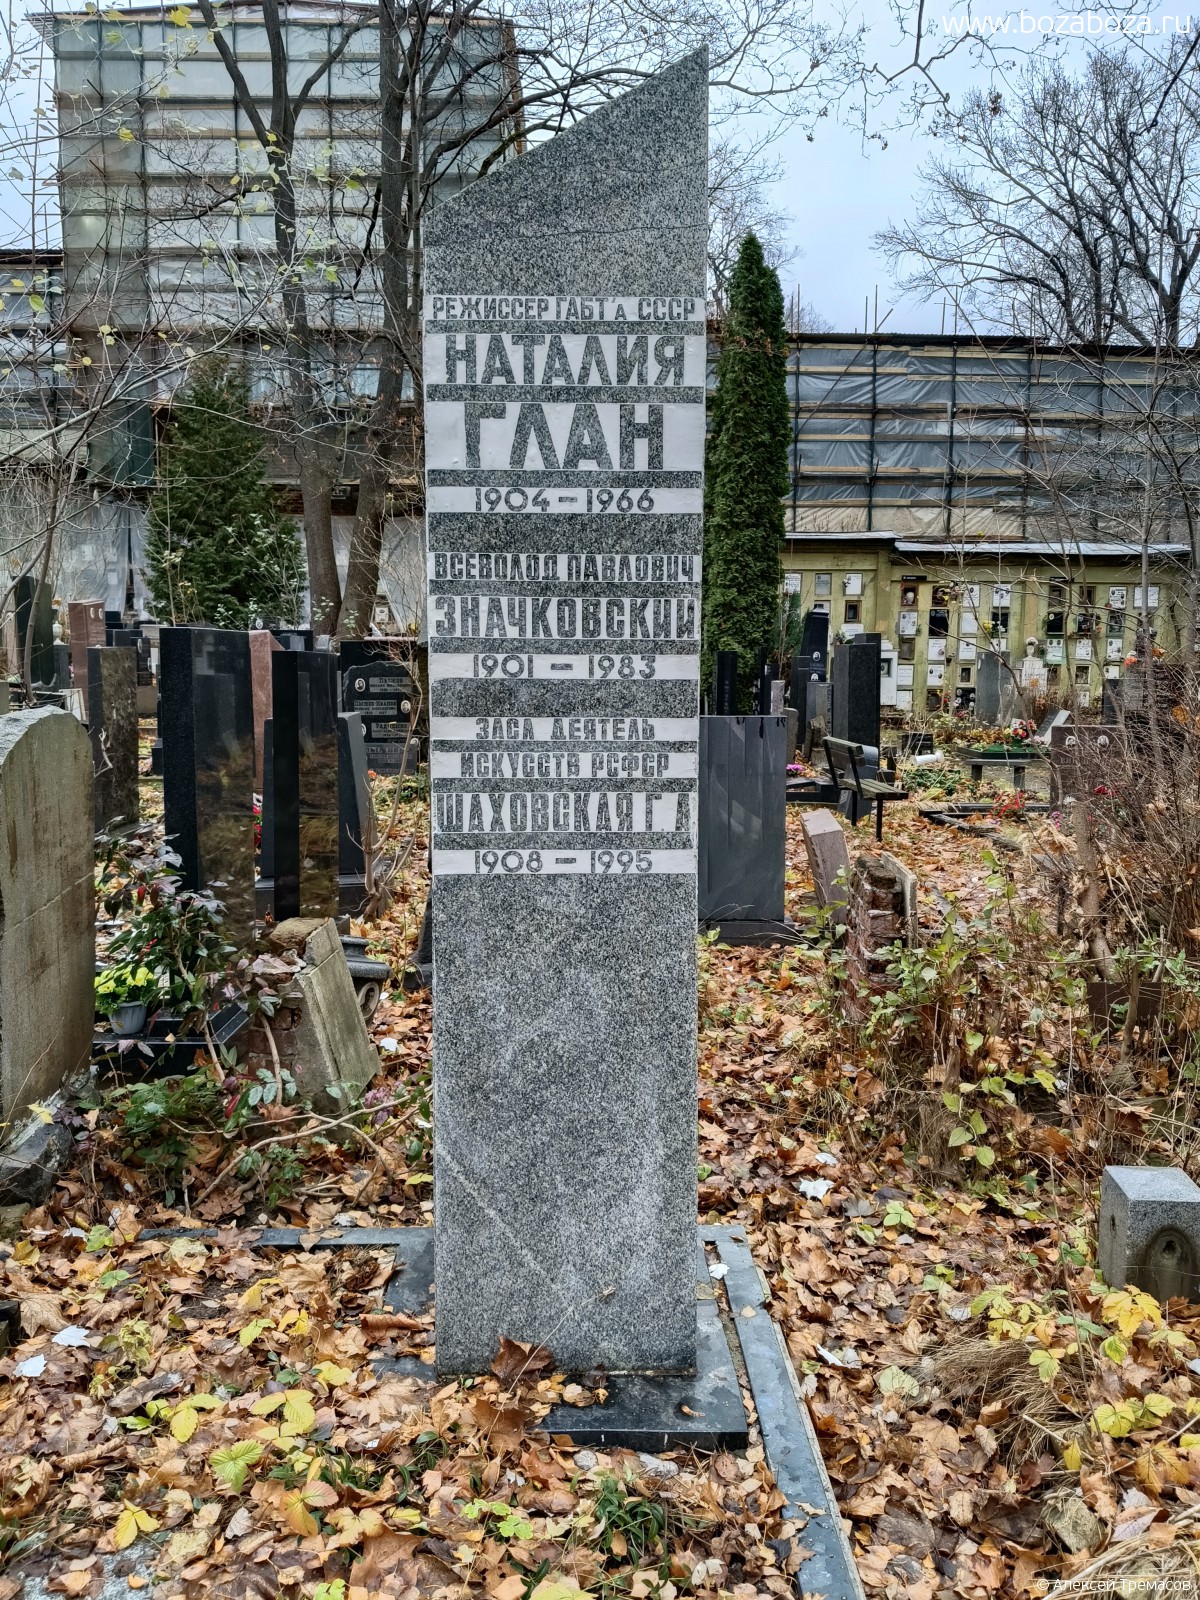 www.bozaboza.ru
РЕЖИССЕР ГАБТ'А СССР
НАТАЛИЯ
ГЛАН
1904 – 1966
ВСЕВОЛОД ПАВЛОВИЧ
ЗНАЧКОВСКИЙ
1901 – 1983
ЗАСЛ ДЕЯТЕЛЬ
ИСКУССТВ РСФСР
ШАХОВСКАЯ Г. А
1908 – 1995
© Алексей Тремасов